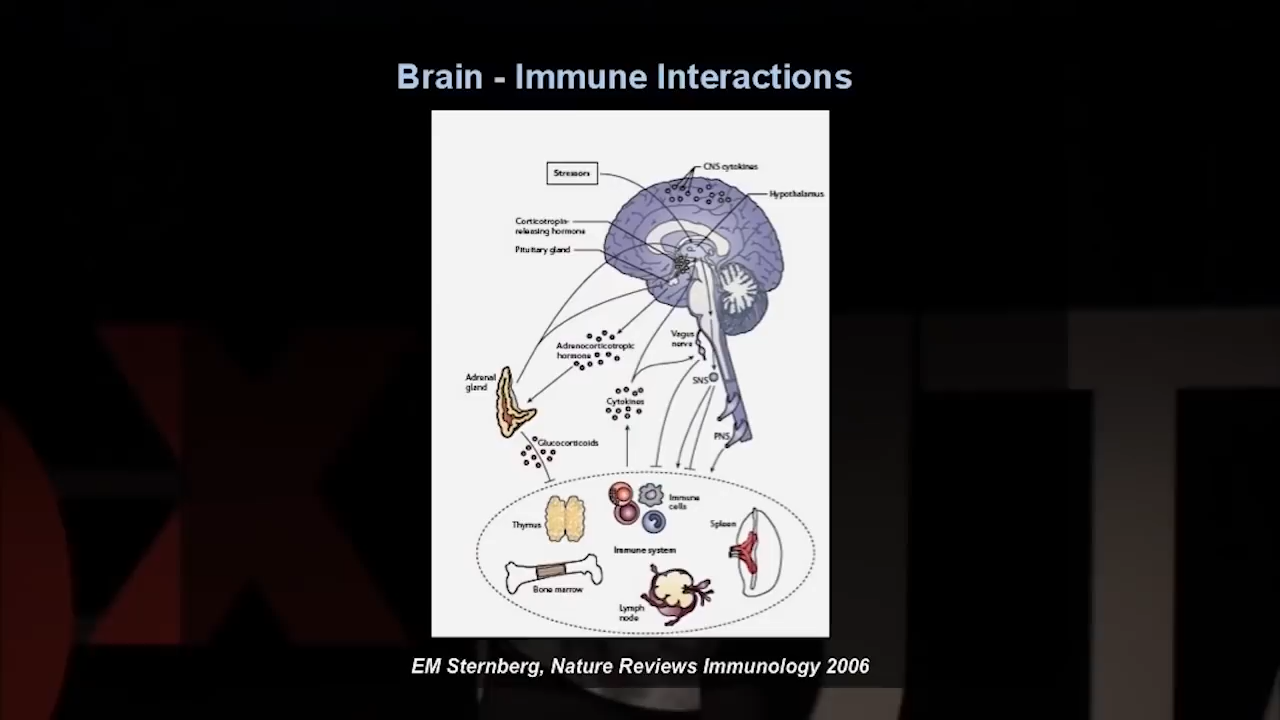 Brain - Immune Interactions
Stressors
CNS cytokines
Hypothalamus
Corticotropin-
releasing hormone
Pituitary gland
Adrenocorticotropic
hormone
Vagus
nerve
Adrenal
gland
SNS
Cytokines
PNS
Glucocorticoids
Immune
cells
Thymus
Spleen
Immune system
Bone marrow
Lymph
node
EM Sternberg, Nature Reviews Immunology 2006